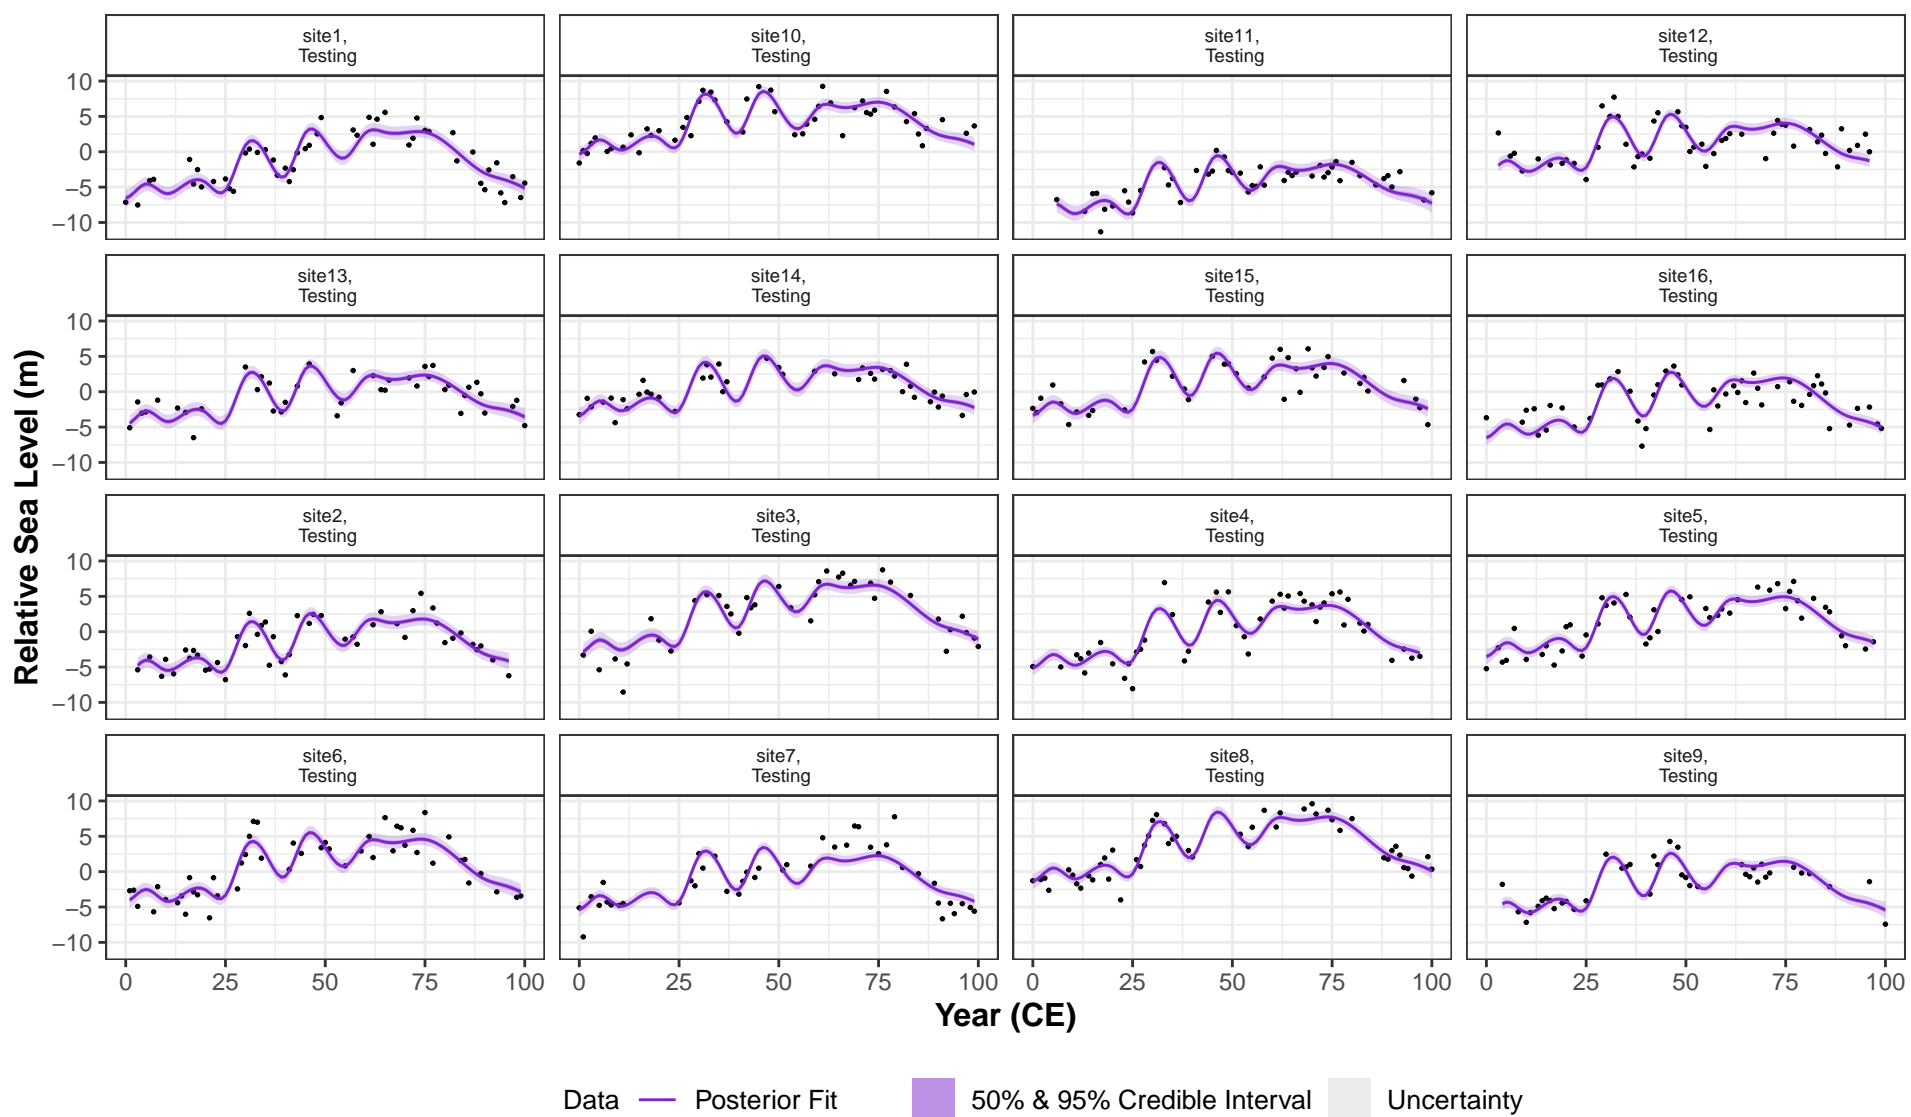 site1,
Testing
site10,
Testing
site11,
Testing
site12,
Testing
10
5
0
−5
−10
site13,
Testing
site14,
Testing
site15,
Testing
site16,
Testing
10
5
0
−5
−10
site2,
Testing
site3,
Testing
site4,
Testing
site5,
Testing
10
5
0
−5
−10
site6,
Testing
site7,
Testing
site8,
Testing
site9,
Testing
10
5
0
−5
−10
Relative Sea Level (m)
0 25 50 75 100 0 25 50 75 100 0 25 50 75 100 0 25 50 75 100
Year (CE)
Data Posterior Fit 50% & 95% Credible Interval Uncertainty